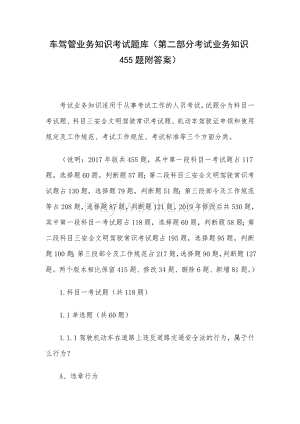 车驾管业务知识考试题库（第二部分考试业务知识
455题附答案）
考试业务知识适用于从事考试工作的人员考试。试题分为科目一
考试题、科目三安全文明驾驶常识考试题、机动车驾驶证申领和使用
规定及工作规范、考试工作规范、考试标准等三个方面分类。
（说明：2017年版共455题，其中第一段科目一考试题占117
题。选择题60题，判断题57题；第二段科目三安全文明驾驶常识考
试题占130题，选择题79题，判断题51题；第三段部令及工作规范
等占208题，选择题87题，判断题121题。2019年修改后公共530题，
其中第一段科目一考试题占118题，选择题60题，判断题58题；第
二段科目三安全文明驾驶常识考试题占195题。选择题95题，判断
题100题；第三段部令及工作规范占217题，选择题90题，判断题127
题。两个版本相比保留415题、修改34题、删除6题、新增81题。）
1.科目一考试题（共118题）
1.1单选题（共60题）
1.1.1驾驶机动车在道路上违反道路交通安全法的行为，属于
什么行为？
A、违章行为